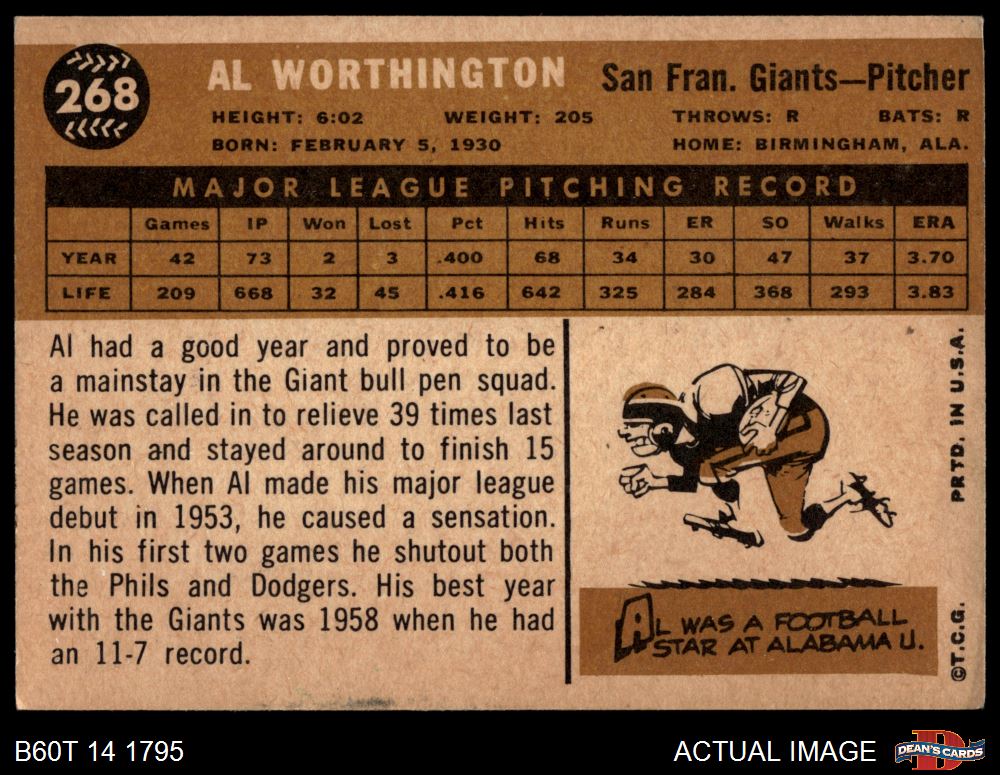 268
AL WORTHINGTON San Fran. Giants—Pitcher
HEIGHT: 6:02 WEIGHT: 205 THROWS: R BATS: R
BORN: FEBRUARY 5, 1930 HOME: BIRMINGHAM, ALA.
MAJOR LEAGUE PITCHING RECORD
Games IP Won Lost Pct Hits Runs ER SO Walks ERA
YEAR 42 73 2 3 .400 68 34 30 47 37 3.70
LIFE 209 668 32 45 .416 642 325 284 368 293 3.83
Al had a good year and proved to be
a mainstay in the Giant bull pen squad.
He was called in to relieve 39 times last
season and stayed around to finish 15
games. When Al made his major league
debut in 1953, he caused a sensation.
In his first two games he shutout both
the Phils and Dodgers. His best year
with the Giants was 1958 when he had
an 11-7 record.
AL WAS A FOOTBALL
STAR AT ALABAMA U.
©T.C.G. PRTD. IN U.S.A.
B60T 14 1795 ACTUAL IMAGE
D
DEAN'S CARDS